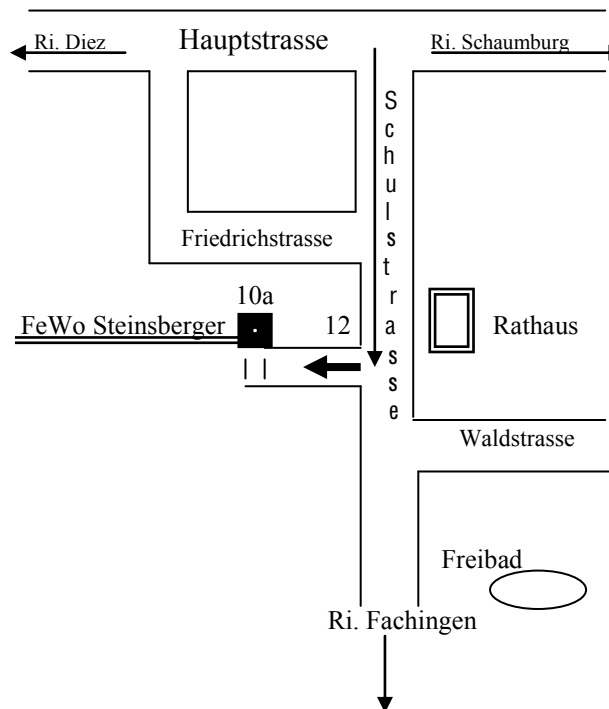 Ri. Diez
Hauptstrasse
Ri. Schaumburg
Schulstrasse
Friedrichstrasse
10a
FeWo Steinsberger
12
Rathaus
Waldstrasse
Freibad
Ri. Fachingen